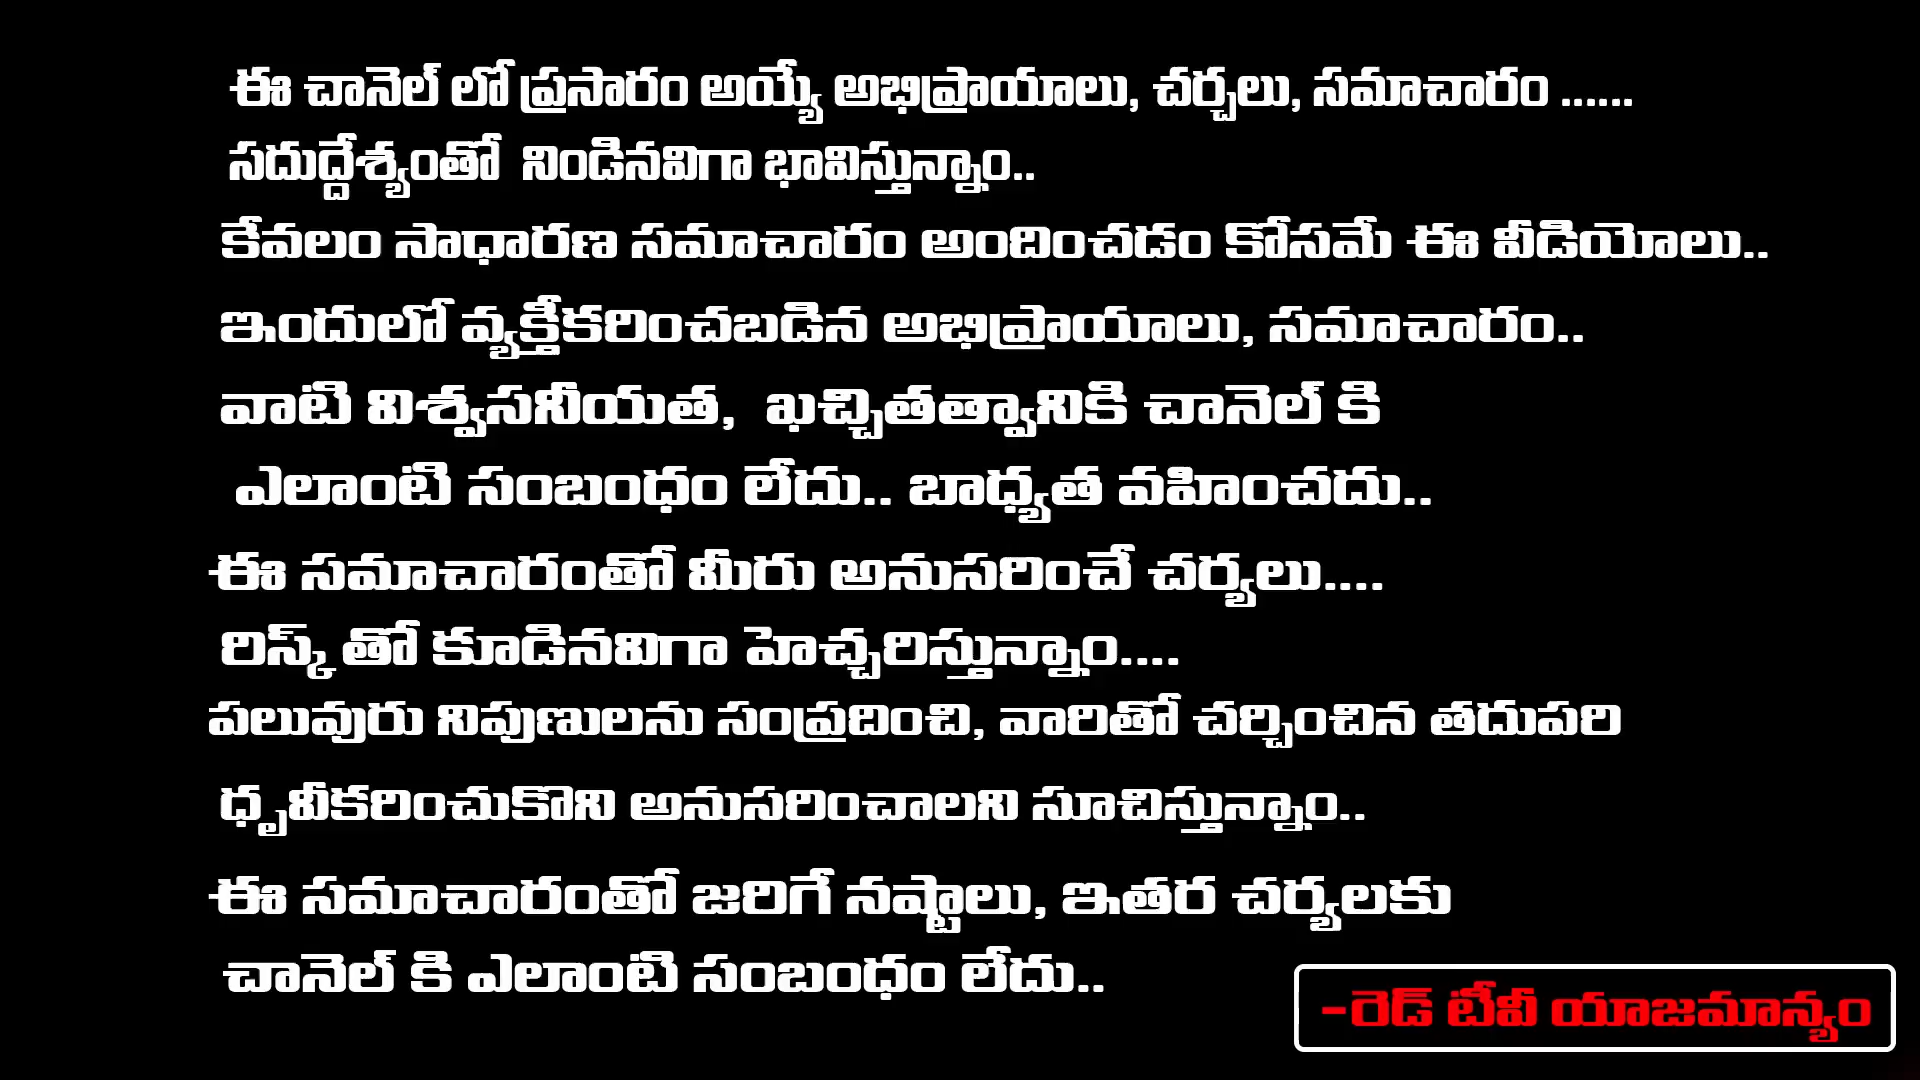 ఈ చానెల్ లో ప్రసారం అయ్యే అభిప్రాయాలు, చర్చలు, సమాచారం ......
సదుద్దేశ్యంతో నిండినవిగా భావిస్తున్నాం..
కేవలం సాధారణ సమాచారం అందించడం కోసమే ఈ వీడియోలు..
ఇందులో వ్యక్తీకరించబడిన అభిప్రాయాలు, సమాచారం..
వాటి విశ్వసనీయత, ఖచ్చితత్వానికి చానెల్ కి
ఎలాంటి సంబంధం లేదు.. బాధ్యత వహించదు..
ఈ సమాచారంతో మీరు అనుసరించే చర్యలు....
రిస్క్ తో కూడినవిగా హెచ్చరిస్తున్నాం....
పలువురు నిపుణులను సంప్రదించి, వారితో చర్చించిన తదుపరి
ధృవీకరించుకొని అనుసరించాలని సూచిస్తున్నాం..
ఈ సమాచారంతో జరిగే నష్టాలు, ఇతర చర్యలకు
చానెల్ కి ఎలాంటి సంబంధం లేదు..
-రెడ్ టీవీ యాజమాన్యం